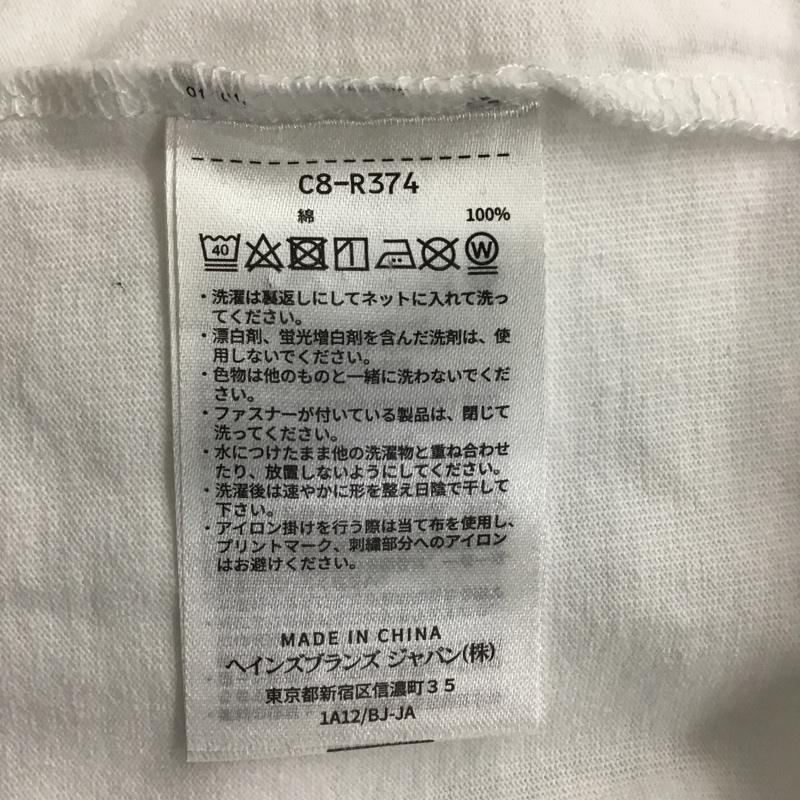 01 01.
C8-R374
綿 100%
40 W
・洗濯は裏返しにしてネットに入れて洗っ
てください。
・漂白剤、蛍光増白剤を含んだ洗剤は、使
用しないでください。
・色物は他のものと一緒に洗わないでくだ
さい。
・ファスナーが付いている製品は、閉じて
洗ってください。
・水につけたまま他の洗濯物と重ね合わせ
たり、放置しないようにしてください。
・洗濯後は速やかに形を整え日陰で干して
下さい。
・アイロン掛けを行う際は当て布を使用し、
プリントマーク、刺繍部分へのアイロン
はお避けください。
MADE IN CHINA
ヘインズブランズ ジャパン(株)
東京都新宿区信濃町35
1A12/BJ-JA